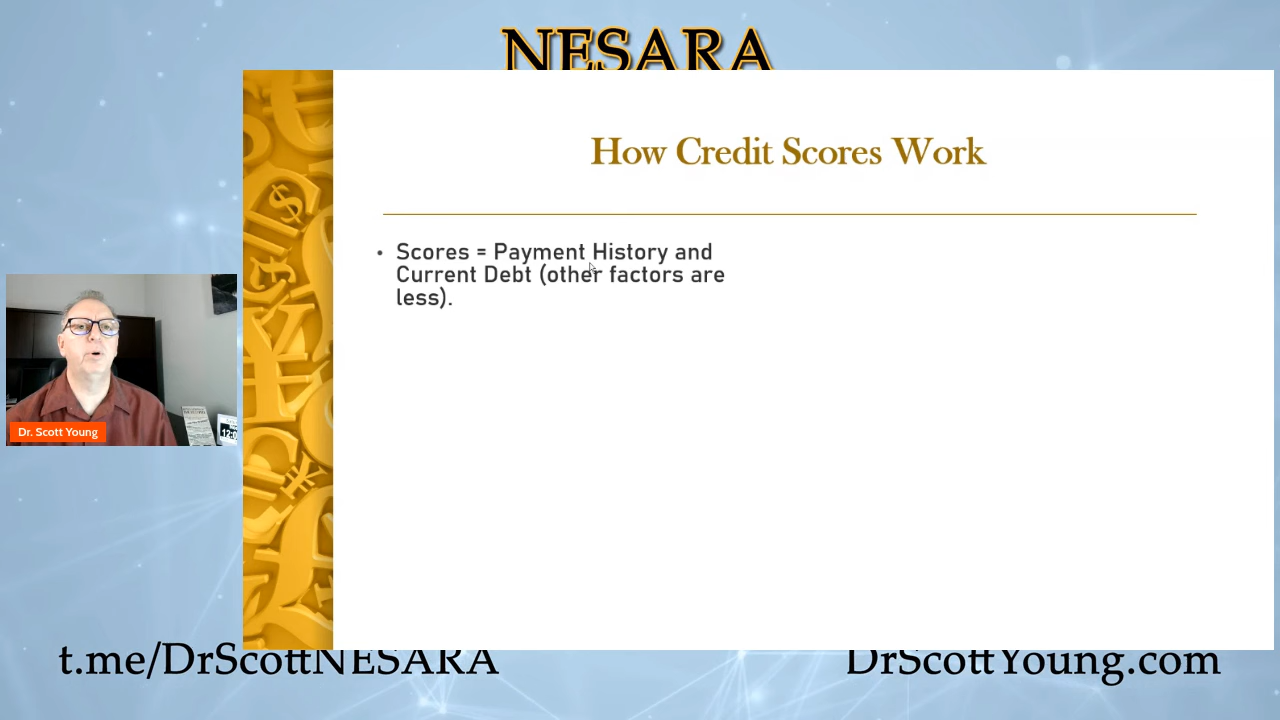 NESARA
How Credit Scores Work
• Scores = Payment History and
Current Debt (other factors are
less).
Dr. Scott Young
t.me/DrScottNESARA
DrScottYoung.com